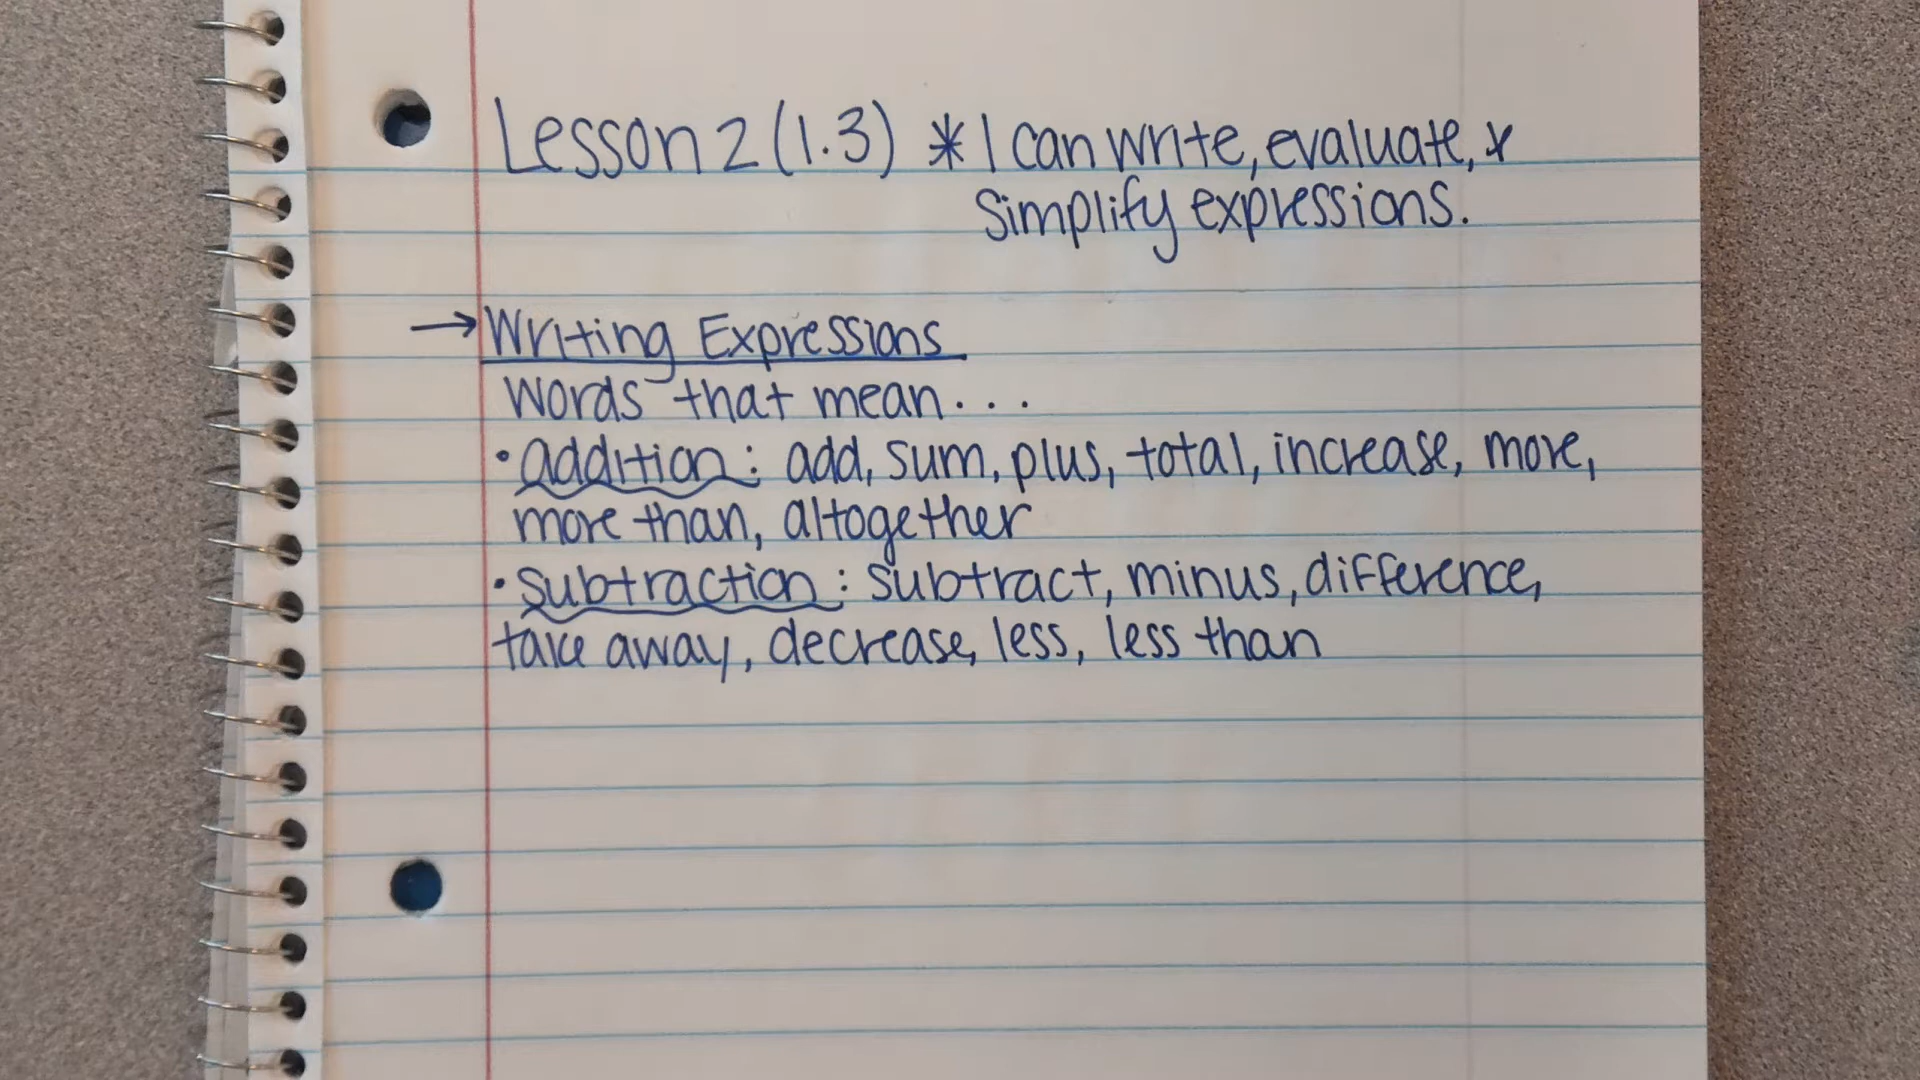 Lesson 2 (1.3) * I can write, evaluate, +
simplify expressions.
→ Writing Expressions
Words that mean...
• addition: add, sum, plus, total, increase, more,
more than, altogether
• subtraction: subtract, minus, difference,
take away, decrease, less, less than